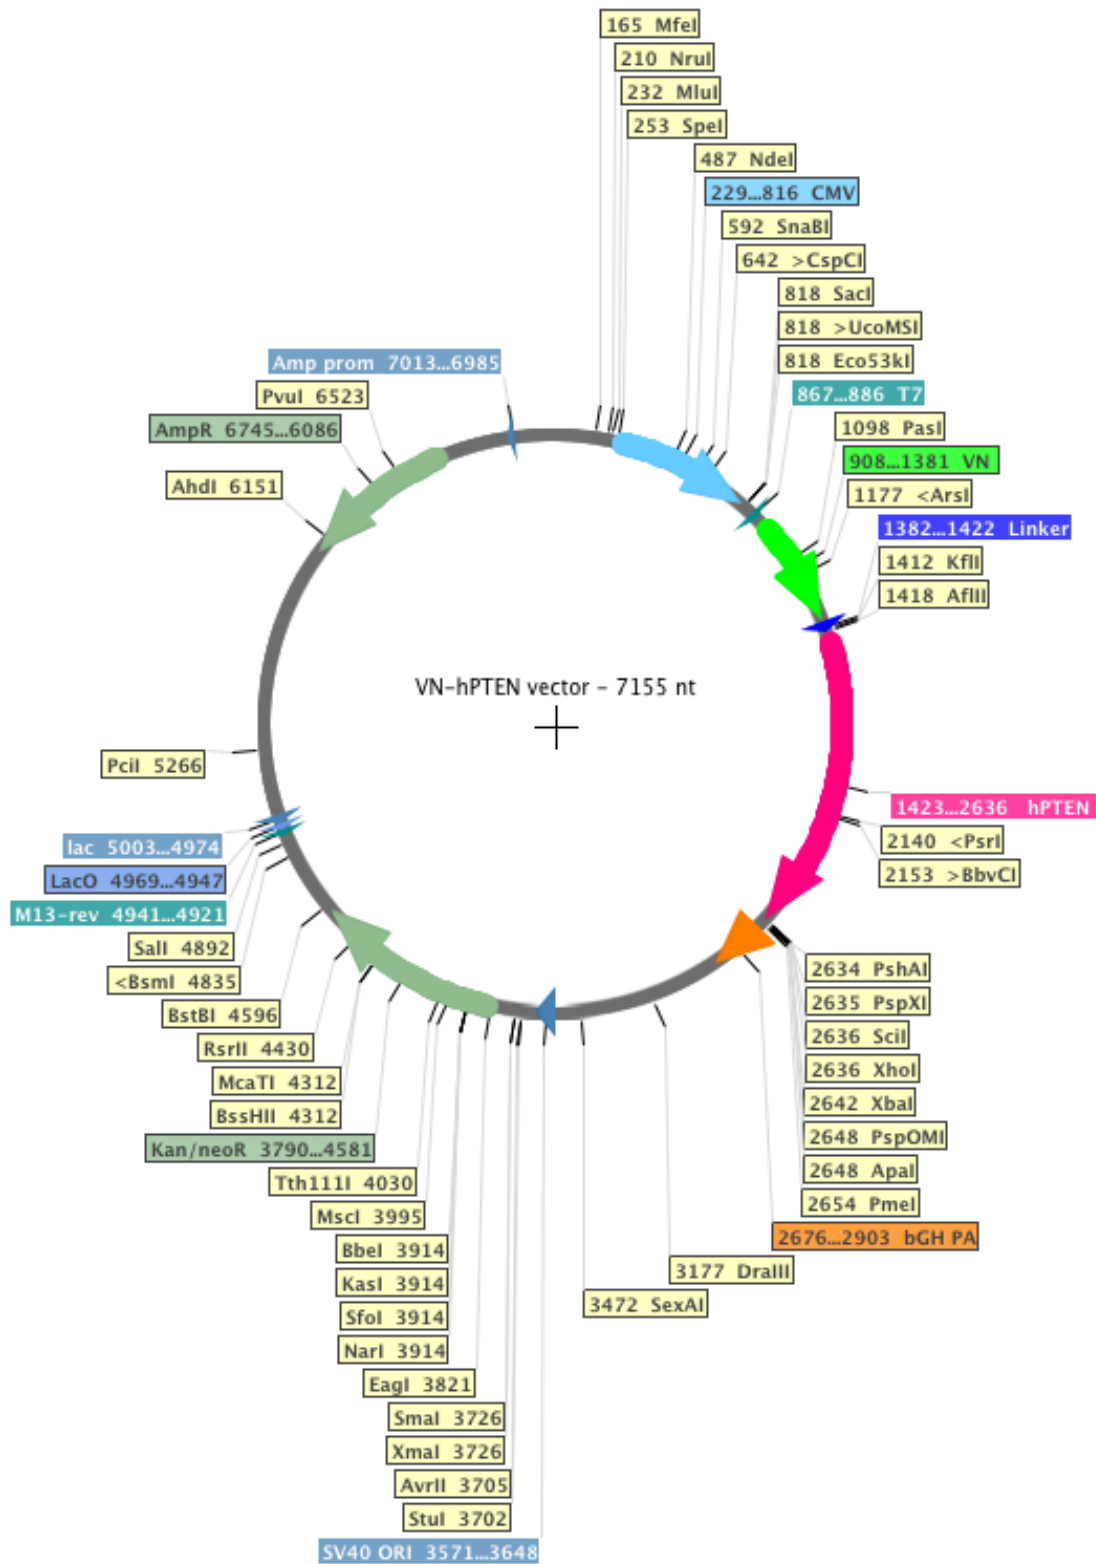 165 MfeI
210 NruI
232 MluI
253 SpeI
487 NdeI
229...816 CMV
592 SnaBI
642 >CspCI
818 SacI
818 >UcoMSI
818 Eco53kI
867...886 T7
1098 PasI
908...1381 VN
1177 <ArsI
1382...1422 Linker
1412 KflI
1418 AflII
1423...2636 hPTEN
2140 <PsrI
2153 >BbvCI
2634 PshAI
2635 PspXI
2636 SciI
2636 XhoI
2642 XbaI
2648 PspOMI
2648 ApaI
2654 PmeI
2676...2903 bGH PA
3177 DraIII
3472 SexAI
SV40 ORI 3571...3648
StuI 3702
AvrII 3705
XmaI 3726
SmaI 3726
EagI 3821
NarI 3914
SfoI 3914
KasI 3914
BbeI 3914
MscI 3995
Tth111I 4030
Kan/neoR 3790...4581
BssHII 4312
McaTI 4312
RsrII 4430
BstBI 4596
<BsmI 4835
SalI 4892
M13-rev 4941...4921
LacO 4969...4947
lac 5003...4974
PciI 5266
AhdI 6151
AmpR 6745...6086
PvuI 6523
Amp prom 7013...6985
VN-hPTEN vector - 7155 nt